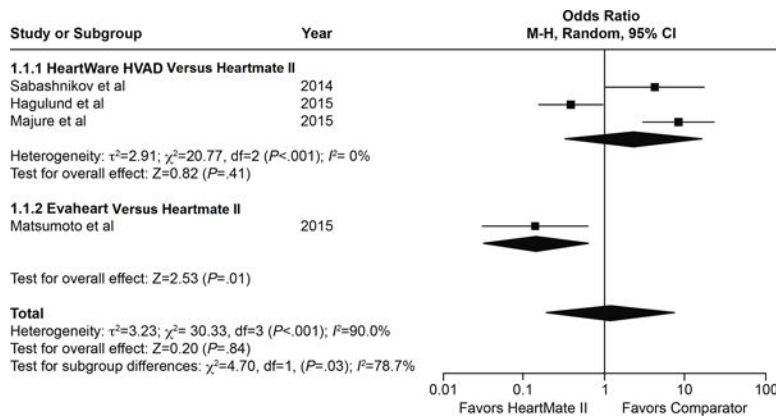 Odds Ratio
Study or Subgroup Year M-H, Random, 95% CI
1.1.1 HeartWare HVAD Versus Heartmate II
Sabashnikov et al 2014
Hagulund et al 2015
Majure et al 2015
Heterogeneity: τ²=2.91; χ²=20.77, df=2 (P<.001); I²= 0%
Test for overall effect: Z=0.82 (P=.41)
1.1.2 Evaheart Versus Heartmate II
Matsumoto et al 2015
Test for overall effect: Z=2.53 (P=.01)
Total
Heterogeneity: τ²=3.23; χ²= 30.33, df=3 (P<.001); I²=90.0%
Test for overall effect: Z=0.20 (P=.84)
Test for subgroup differences: χ²=4.70, df=1, (P=.03); I²=78.7%
0.01 0.1 1 10 100
Favors HeartMate II Favors Comparator